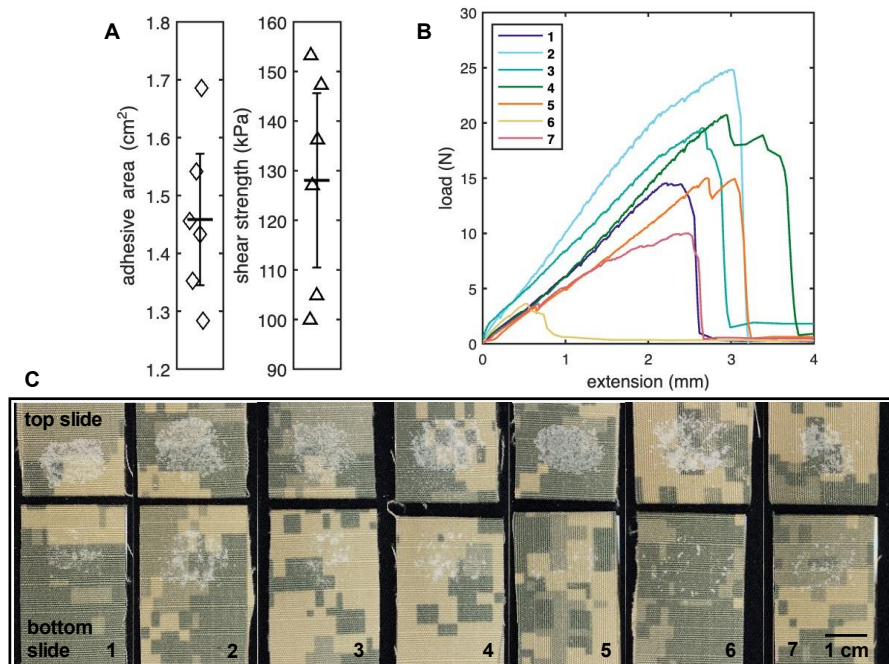 A
adhesive area (cm2)
1.8
1.7
1.6
1.5
1.4
1.3
1.2
shear strength (kPa)
160
150
140
130
120
110
100
90
B
load (N)
30
25
20
15
10
5
0
1
2
3
4
5
6
7
0 1 2 3 4
extension (mm)
C
top slide
bottom
slide 1 2 3 4 5 6 7 1 cm